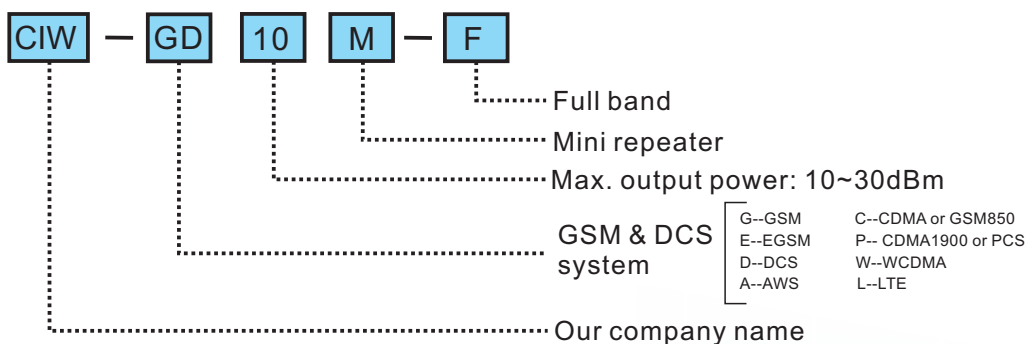 CIW — GD 10 M — F
Full band
Mini repeater
Max. output power: 10~30dBm
GSM & DCS
system
G--GSM C--CDMA or GSM850
E--EGSM P-- CDMA1900 or PCS
D--DCS W--WCDMA
A--AWS L--LTE
Our company name